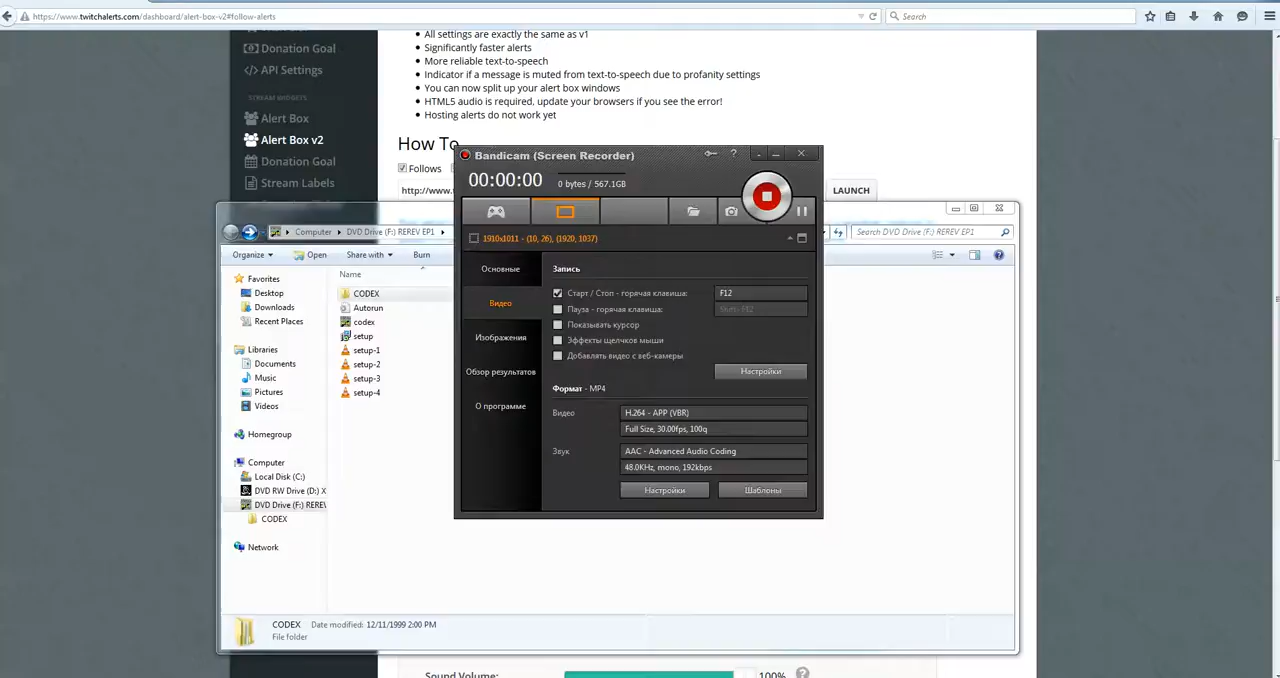 https://www.twitchalerts.com/dashboard/alert-box-v2#follow-alerts
Search
Donation Goal
</> API Settings
STREAM WIDGETS
Alert Box
Alert Box v2
Donation Goal
Stream Labels
All settings are exactly the same as v1
Significantly faster alerts
More reliable text-to-speech
Indicator if a message is muted from text-to-speech due to profanity settings
You can now split up your alert box windows
HTML5 audio is required, update your browsers if you see the error!
Hosting alerts do not work yet
How To
Follows
http://www.
LAUNCH
Computer
DVD Drive (F:) REREV EP1
Search DVD Drive (F:) REREV EP1
Organize
Open
Share with
Burn
Favorites
Desktop
Downloads
Recent Places
Libraries
Documents
Music
Pictures
Videos
Homegroup
Computer
Local Disk (C:)
DVD RW Drive (D:) X
DVD Drive (F:) REREV
CODEX
Network
Name
CODEX
Autorun
codex
setup
setup-1
setup-2
setup-3
setup-4
CODEX
Date modified: 12/11/1999 2:00 PM
File folder
Bandicam (Screen Recorder)
00:00:00
0 bytes / 567.1GB
1910x1011 - (10, 26), (1920, 1037)
Основные
Видео
Изображения
Обзор результатов
О программе
Запись
Старт / Стоп - горячая клавиша:
F12
Пауза - горячая клавиша:
Shift+F12
Показывать курсор
Эффекты щелчков мыши
Добавлять видео с веб-камеры
Настройки
Формат - MP4
Видео
H.264 - APP (VBR)
Full Size, 30.00fps, 100q
Звук
AAC - Advanced Audio Coding
48.0KHz, mono, 192kbps
Настройки
Шаблоны
Sound Volume:
100%